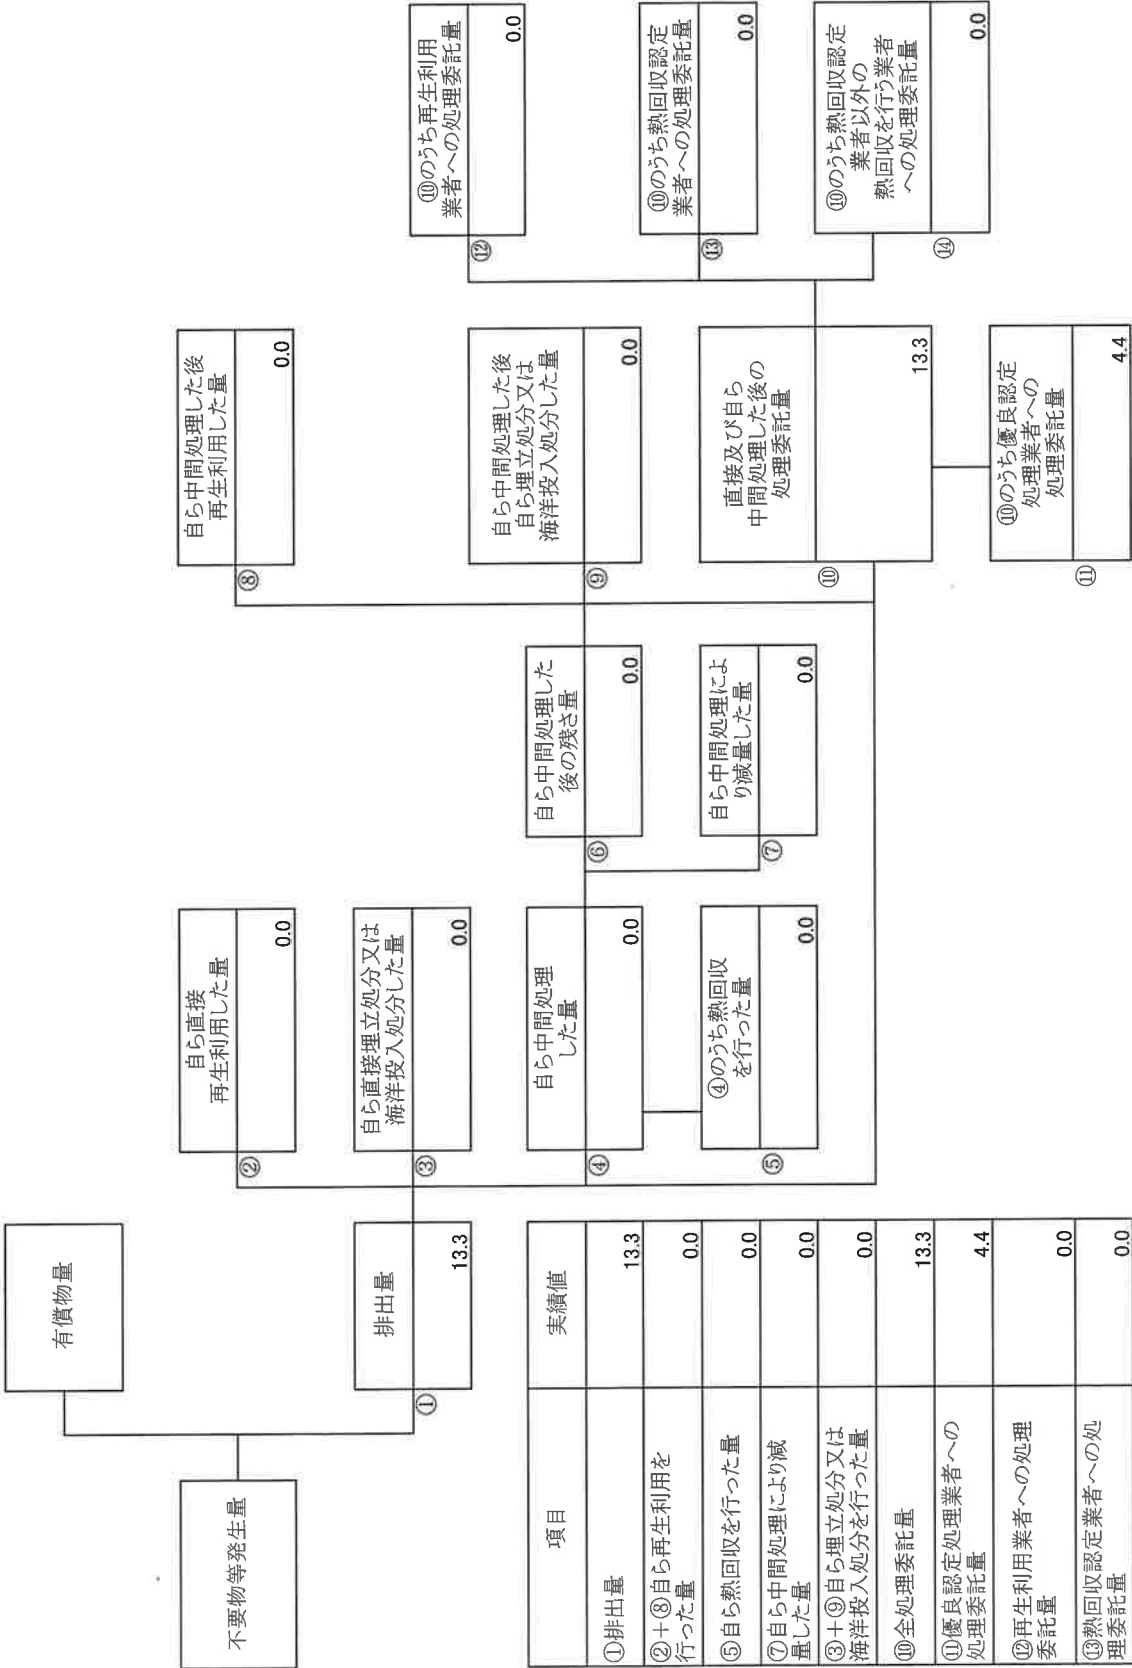 不要物等発生量
有償物量
排出量
①
13.3
自ら直接
再生利用した量
②
0.0
自ら直接埋立処分又は
海洋投入処分した量
③
0.0
自ら中間処理
した量
④
0.0
④のうち熱回収
を行った量
⑤
0.0
自ら中間処理した
後の残さ量
⑥
0.0
自ら中間処理によ
り減量した量
⑦
0.0
自ら中間処理した後
再生利用した量
⑧
0.0
自ら中間処理した後
自ら埋立処分又は
海洋投入処分した量
⑨
0.0
直接及び自ら
中間処理した後の
処理委託量
⑩
13.3
⑩のうち優良認定
処理業者への
処理委託量
⑪
4.4
⑩のうち再生利用
業者への処理委託量
⑫
0.0
⑩のうち熱回収認定
業者への処理委託量
⑬
0.0
⑩のうち熱回収認定
業者以外の
熱回収を行う業者
への処理委託量
⑭
0.0
項目 実績値
①排出量 13.3
②+⑧自ら再生利用を
行った量 0.0
⑤自ら熱回収を行った量 0.0
⑦自ら中間処理により減
量した量 0.0
③+⑨自ら埋立処分又は
海洋投入処分を行った量 0.0
⑩全処理委託量 13.3
⑪優良認定処理業者への
処理委託量 4.4
⑫再生利用業者への処理
委託量 0.0
⑬熱回収認定業者への処
理委託量 0.0